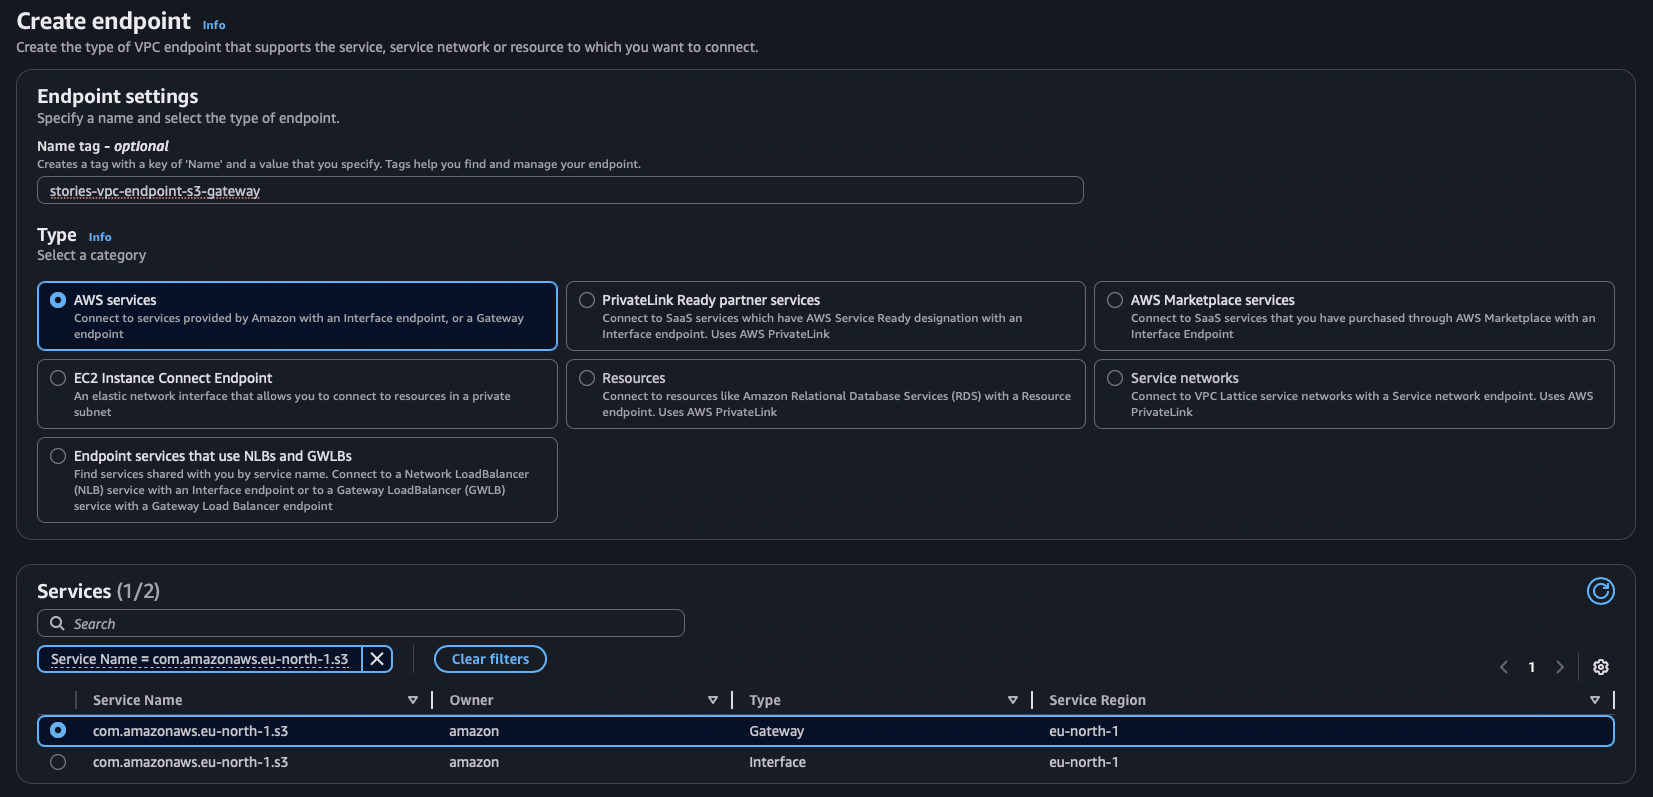 Create endpoint Info
Create the type of VPC endpoint that supports the service, service network or resource to which you want to connect.
Endpoint settings
Specify a name and select the type of endpoint.
Name tag - optional
Creates a tag with a key of 'Name' and a value that you specify. Tags help you find and manage your endpoint.
stories-vpc-endpoint-s3-gateway
Type Info
Select a category
AWS services
Connect to services provided by Amazon with an Interface endpoint, or a Gateway
endpoint
PrivateLink Ready partner services
Connect to SaaS services which have AWS Service Ready designation with an
Interface endpoint. Uses AWS PrivateLink
AWS Marketplace services
Connect to SaaS services that you have purchased through AWS Marketplace with an
Interface Endpoint
EC2 Instance Connect Endpoint
An elastic network interface that allows you to connect to resources in a private
subnet
Resources
Connect to resources like Amazon Relational Database Services (RDS) with a Resource
endpoint. Uses AWS PrivateLink
Service networks
Connect to VPC Lattice service networks with a Service network endpoint. Uses AWS
PrivateLink
Endpoint services that use NLBs and GWLBs
Find services shared with you by service name. Connect to a Network LoadBalancer
(NLB) service with an Interface endpoint or to a Gateway LoadBalancer (GWLB)
service with a Gateway Load Balancer endpoint
Services (1/2)
Search
Service Name = com.amazonaws.eu-north-1.s3
Clear filters
1
Service Name Owner Type Service Region
com.amazonaws.eu-north-1.s3 amazon Gateway eu-north-1
com.amazonaws.eu-north-1.s3 amazon Interface eu-north-1